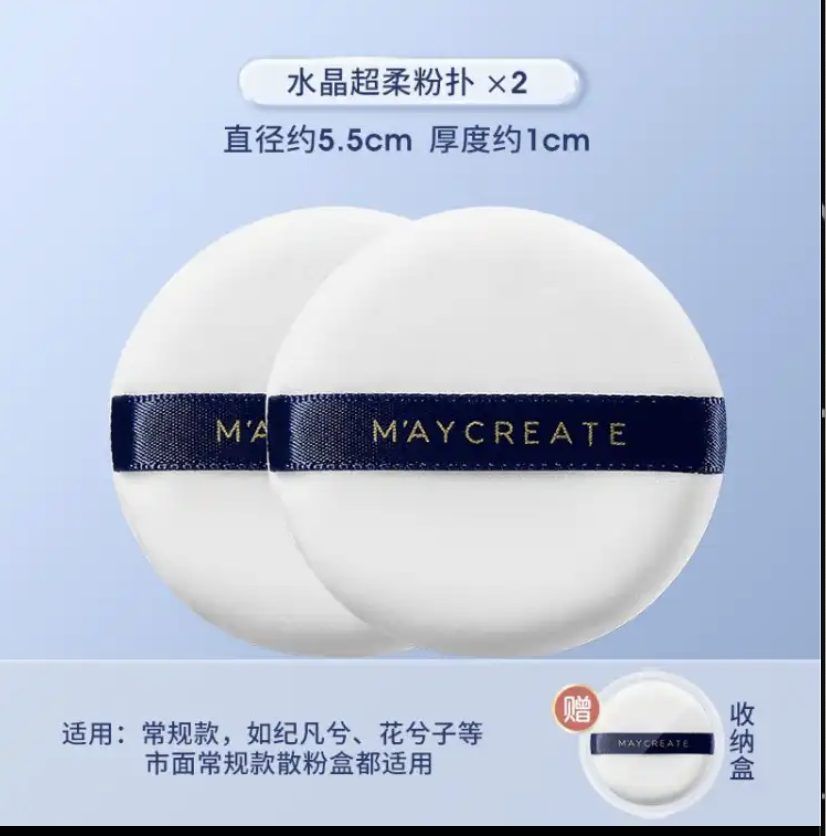 水晶超柔粉扑 ×2
直径约5.5cm 厚度约1cm
M'A
M'AYCREATE
适用：常规款，如纪凡兮、花兮子等
市面常规款散粉盒都适用
赠
M'AYCREATE
收纳盒